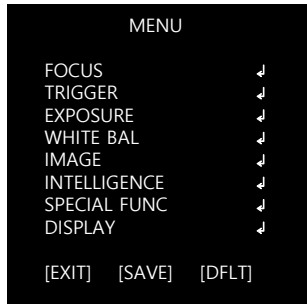 MENU
FOCUS ↲
TRIGGER ↲
EXPOSURE ↲
WHITE BAL ↲
IMAGE ↲
INTELLIGENCE ↲
SPECIAL FUNC ↲
DISPLAY ↲
[EXIT] [SAVE] [DFLT]